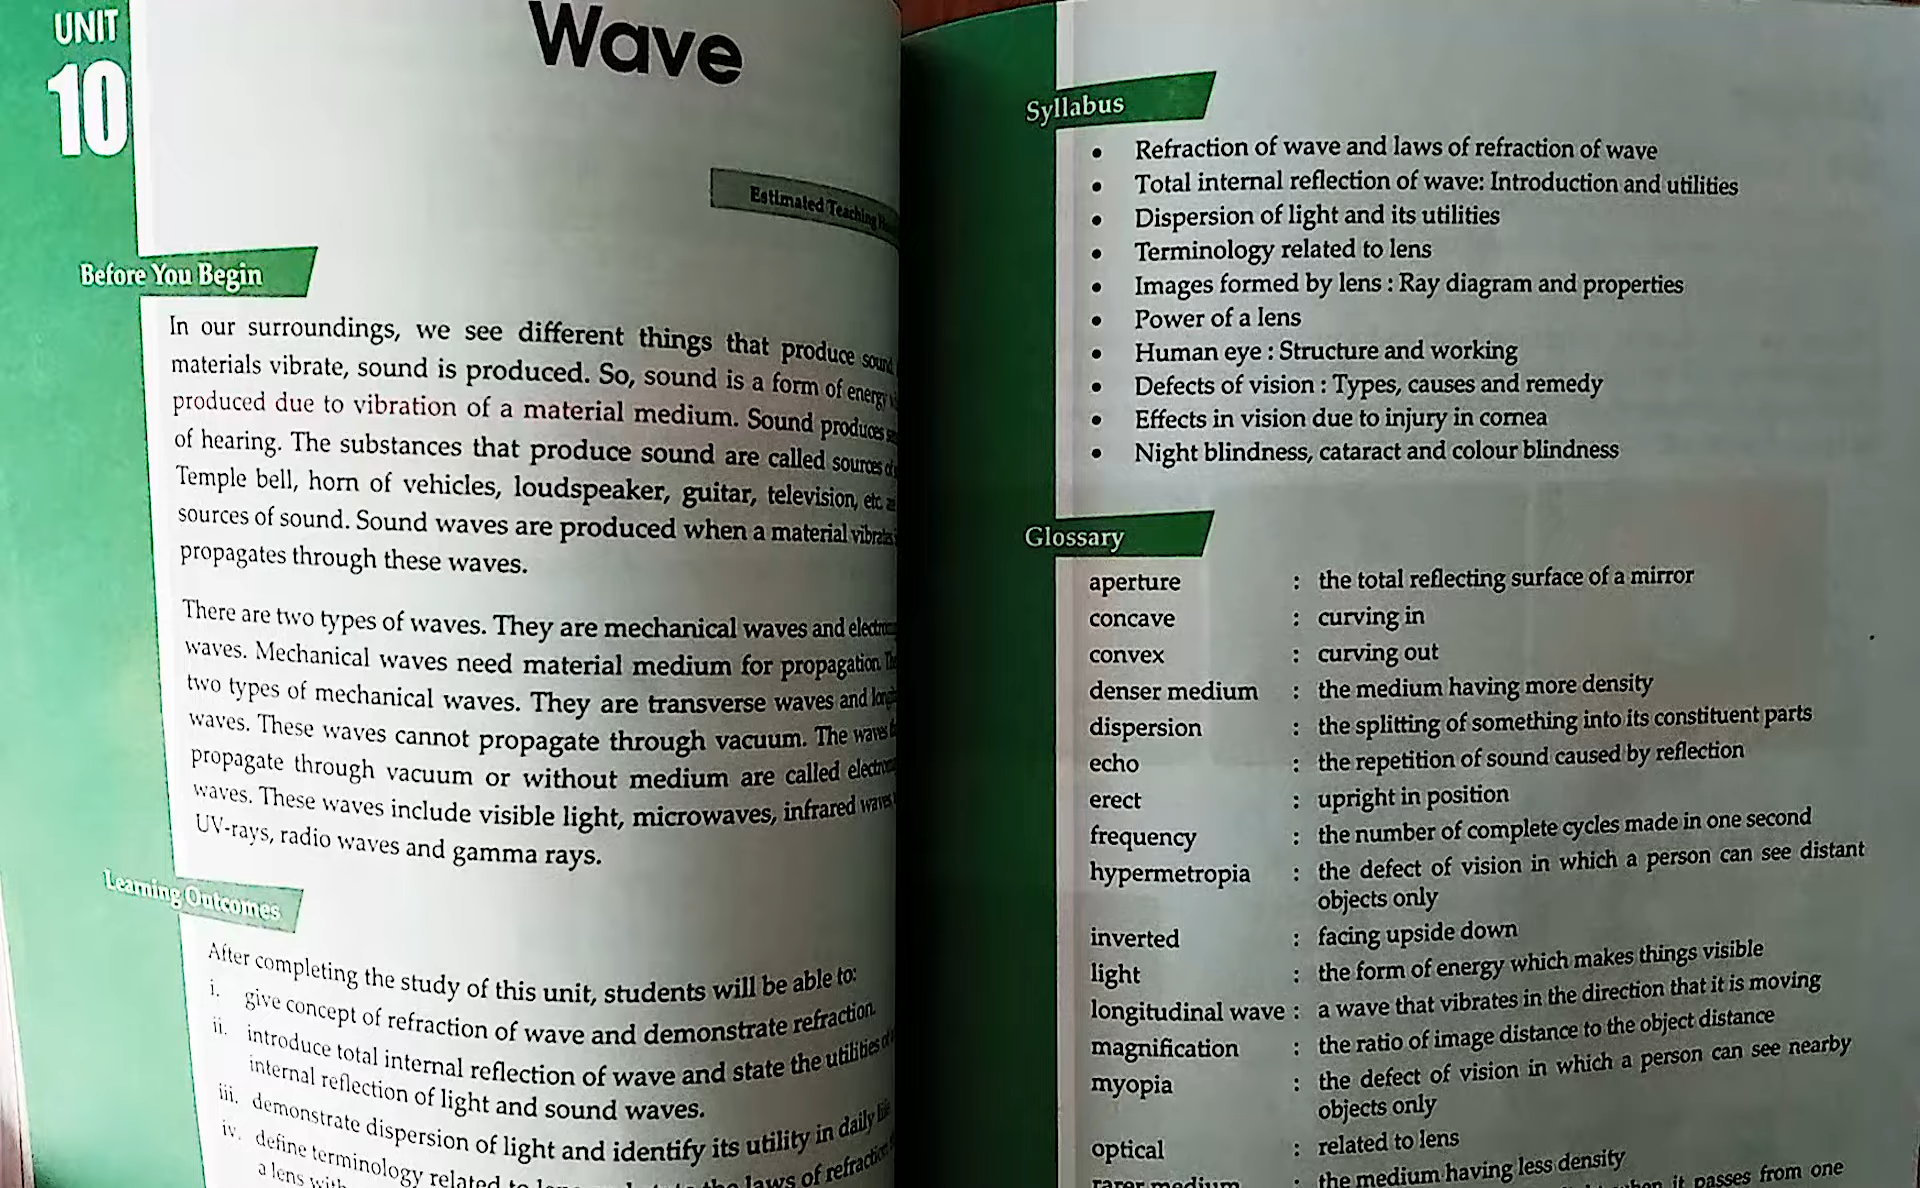 UNIT
10
Wave
Estimated Teaching
Before You Begin
In our surroundings, we see different things that produce sound
materials vibrate, sound is produced. So, sound is a form of energy
produced due to vibration of a material medium. Sound produces
of hearing. The substances that produce sound are called sources
Temple bell, horn of vehicles, loudspeaker, guitar, television, etc.
sources of sound. Sound waves are produced when a material vibrates
propagates through these waves.
There are two types of waves. They are mechanical waves and
waves. Mechanical waves need material medium for propagation.
two types of mechanical waves. They are transverse waves and
waves. These waves cannot propagate through vacuum. The waves
propagate through vacuum or without medium are called
waves. These waves include visible light, microwaves, infrared waves
UV-rays, radio waves and gamma rays.
Learning Outcomes
After completing the study of this unit, students will be able to:
i. give concept of refraction of wave and demonstrate refraction.
ii. introduce total internal reflection of wave and state the utilities
internal reflection of light and sound waves.
iii. demonstrate dispersion of light and identify its utility in daily
iv. define terminology related to laws of refraction
a lens
Syllabus
• Refraction of wave and laws of refraction of wave
• Total internal reflection of wave: Introduction and utilities
• Dispersion of light and its utilities
• Terminology related to lens
• Images formed by lens : Ray diagram and properties
• Power of a lens
• Human eye : Structure and working
• Defects of vision : Types, causes and remedy
• Effects in vision due to injury in cornea
• Night blindness, cataract and colour blindness
Glossary
aperture : the total reflecting surface of a mirror
concave : curving in
convex : curving out
denser medium : the medium having more density
dispersion : the splitting of something into its constituent parts
echo : the repetition of sound caused by reflection
erect : upright in position
frequency : the number of complete cycles made in one second
hypermetropia : the defect of vision in which a person can see distant
objects only
inverted : facing upside down
light : the form of energy which makes things visible
longitudinal wave : a wave that vibrates in the direction that it is moving
magnification : the ratio of image distance to the object distance
myopia : the defect of vision in which a person can see nearby
objects only
optical : related to lens
rarer medium : the medium having less density
when it passes from one